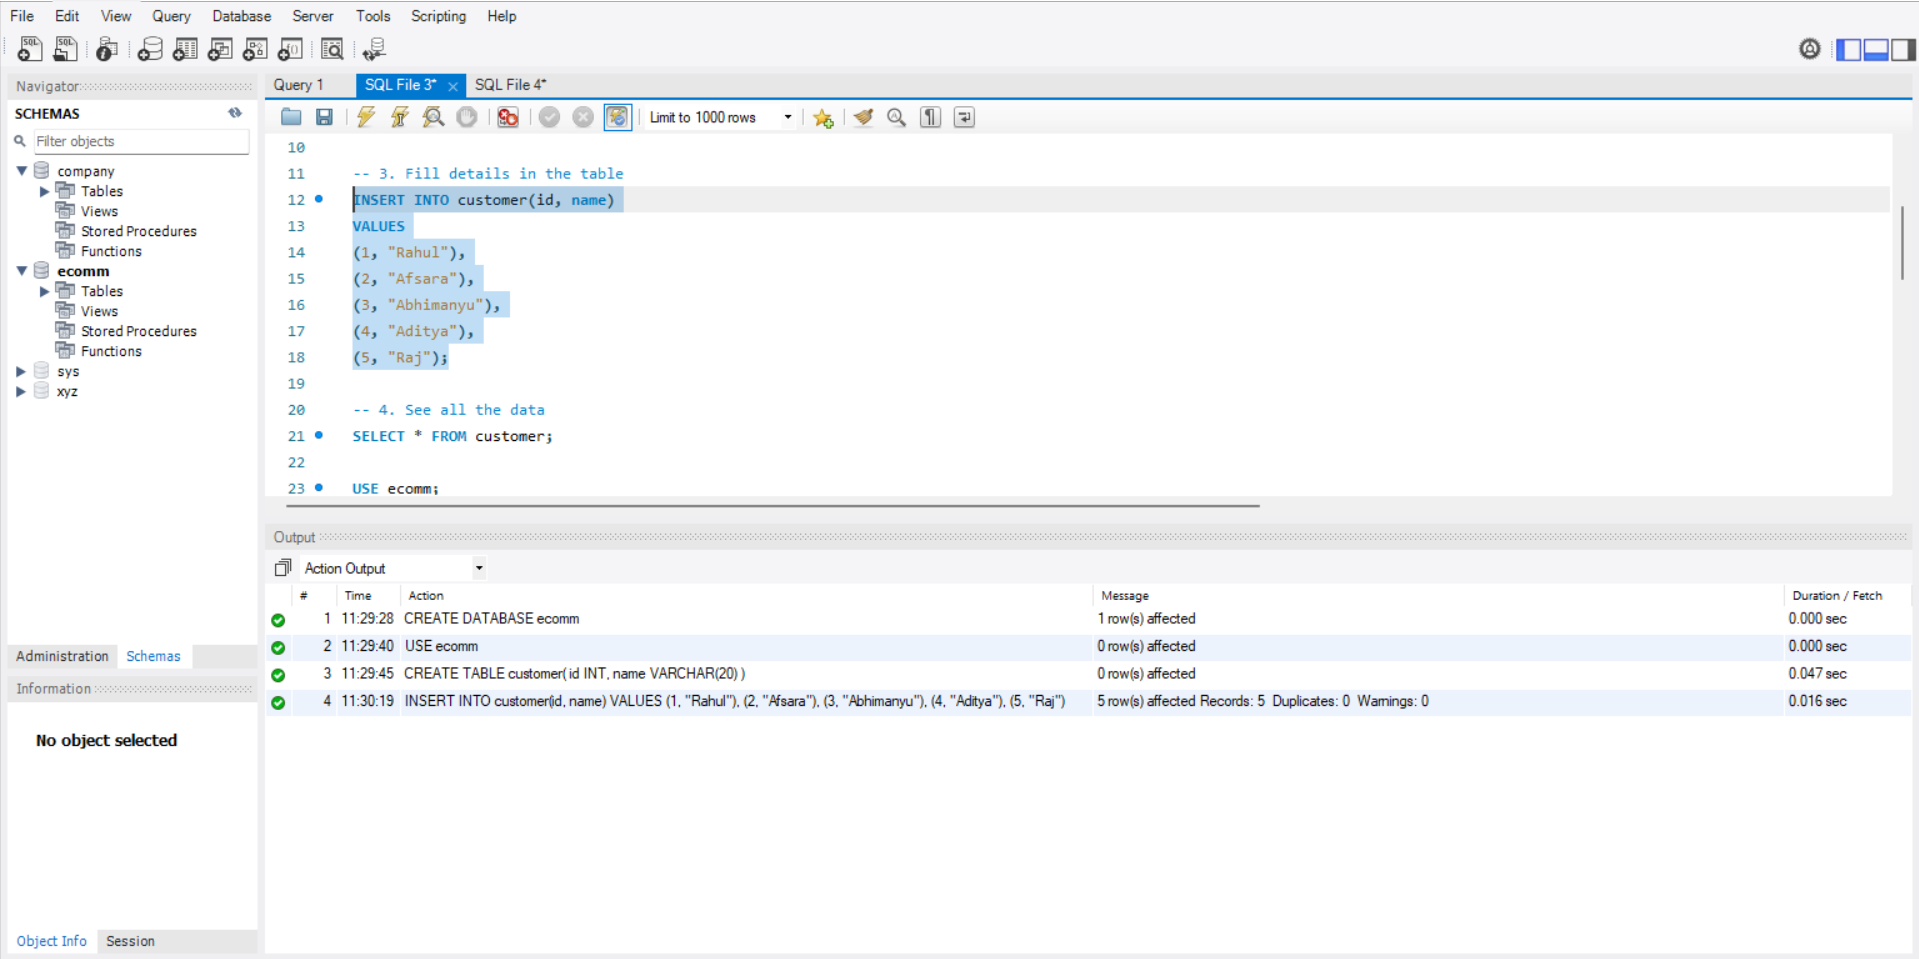 File Edit View Query Database Server Tools Scripting Help
Navigator
SCHEMAS
Filter objects
company
Tables
Views
Stored Procedures
Functions
ecomm
Tables
Views
Stored Procedures
Functions
sys
xyz
Administration Schemas
Information
No object selected
Object Info Session
Query 1 SQL File 3* SQL File 4*
Limit to 1000 rows
10
11 -- 3. Fill details in the table
12 INSERT INTO customer(id, name)
13 VALUES
14 (1, "Rahul"),
15 (2, "Afsara"),
16 (3, "Abhimanyu"),
17 (4, "Aditya"),
18 (5, "Raj");
19
20 -- 4. See all the data
21 SELECT * FROM customer;
22
23 USE ecomm;
Output
Action Output
# Time Action Message Duration / Fetch
1 11:29:28 CREATE DATABASE ecomm 1 row(s) affected 0.000 sec
2 11:29:40 USE ecomm 0 row(s) affected 0.000 sec
3 11:29:45 CREATE TABLE customer( id INT, name VARCHAR(20) ) 0 row(s) affected 0.047 sec
4 11:30:19 INSERT INTO customer(id, name) VALUES (1, "Rahul"), (2, "Afsara"), (3, "Abhimanyu"), (4, "Aditya"), (5, "Raj") 5 row(s) affected Records: 5 Duplicates: 0 Warnings: 0 0.016 sec